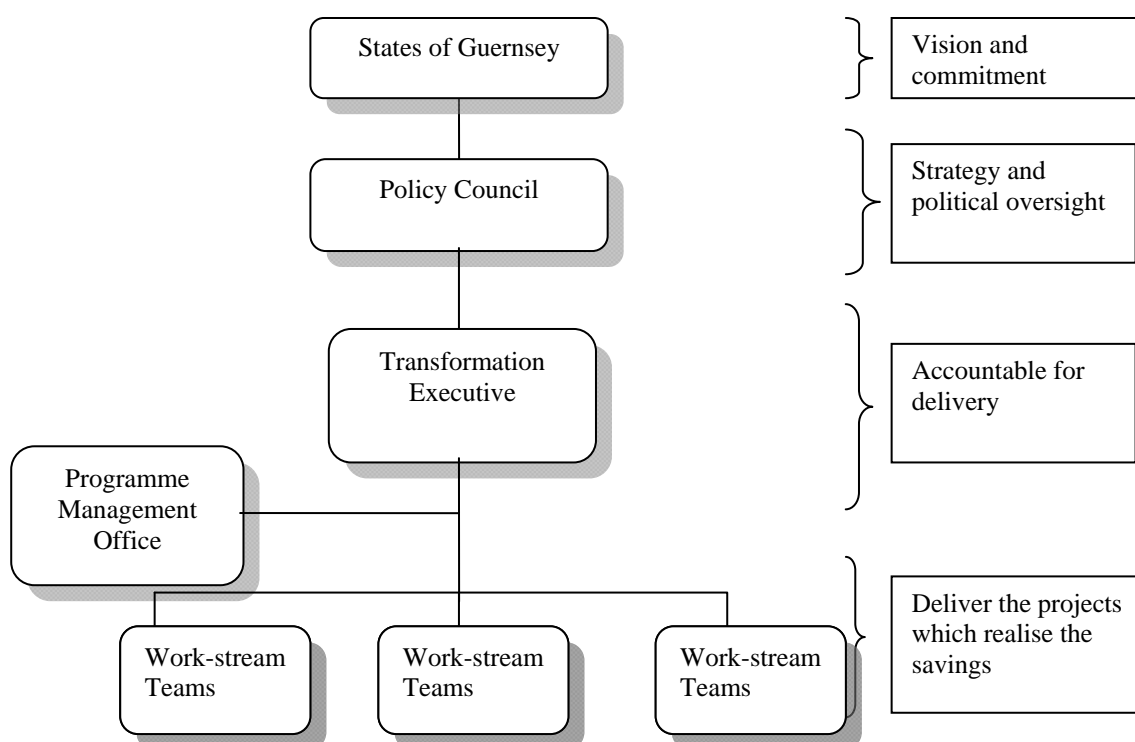 States of Guernsey
Vision and
commitment
Policy Council
Strategy and
political oversight
Transformation
Executive
Accountable for
delivery
Programme
Management
Office
Work-stream
Teams
Work-stream
Teams
Work-stream
Teams
Deliver the projects
which realise the
savings